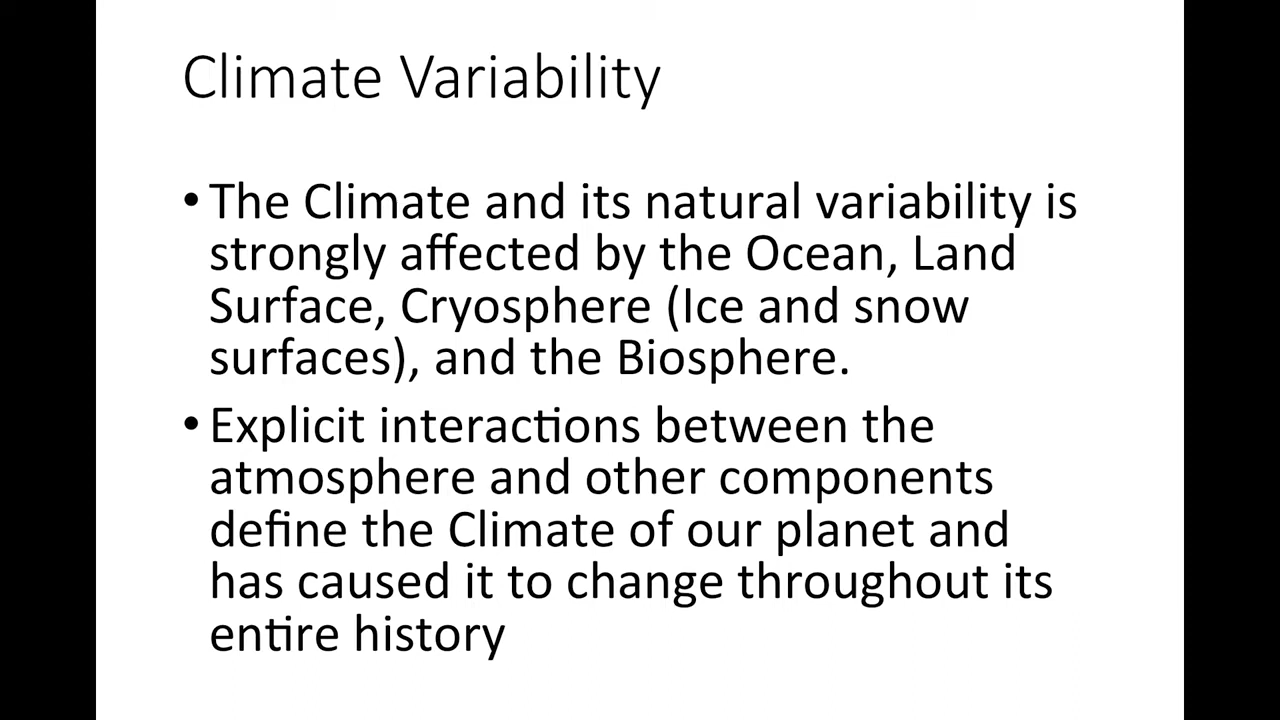 Climate Variability
• The Climate and its natural variability is
strongly affected by the Ocean, Land
Surface, Cryosphere (Ice and snow
surfaces), and the Biosphere.
• Explicit interactions between the
atmosphere and other components
define the Climate of our planet and
has caused it to change throughout its
entire history